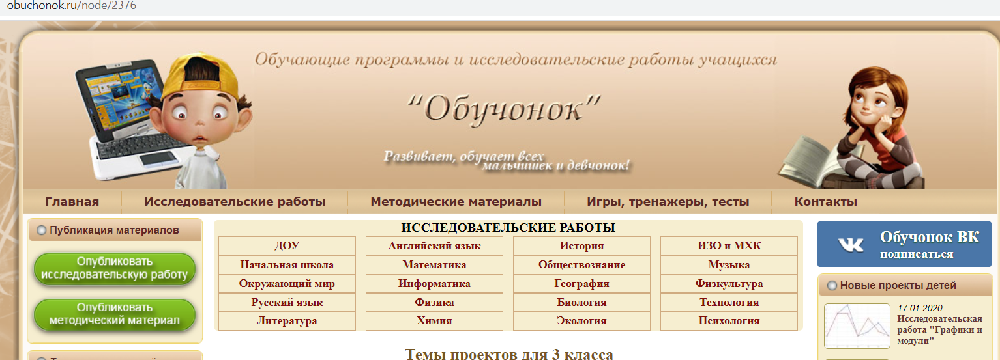 obuchonok.ru/node/2376
Обучающие программы и исследовательские работы учащихся
“Обучонок”
Развивает, обучает всех
мальчишек и девчонок!
Главная
Исследовательские работы
Методические материалы
Игры, тренажеры, тесты
Контакты
Публикация материалов
Опубликовать
исследовательскую работу
Опубликовать
методический материал
ИССЛЕДОВАТЕЛЬСКИЕ РАБОТЫ
ДОУ
Английский язык
История
ИЗО и МХК
Начальная школа
Математика
Обществознание
Музыка
Окружающий мир
Информатика
География
Физкультура
Русский язык
Физика
Биология
Технология
Литература
Химия
Экология
Психология
Темы проектов для 3 класса
Обучонок ВК
подписаться
Новые проекты детей
17.01.2020
Исследовательская
работа "Графики и
модули"